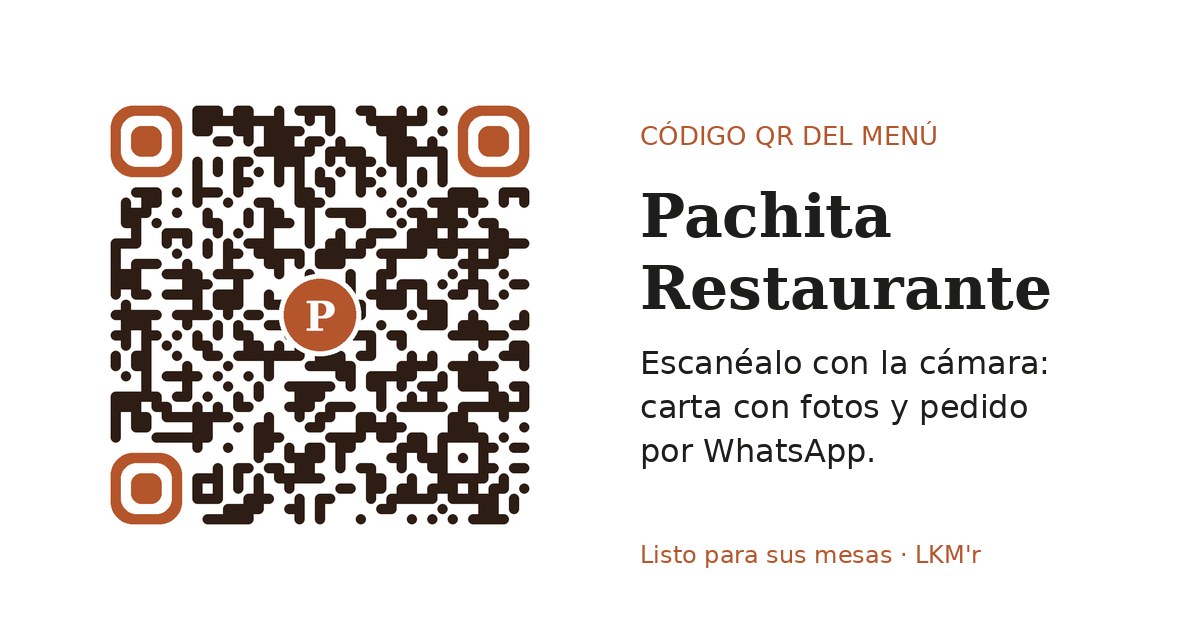 P
CÓDIGO QR DEL MENÚ
Pachita
Restaurante
Escanéalo con la cámara:
carta con fotos y pedido
por WhatsApp.
Listo para sus mesas · LKM'r